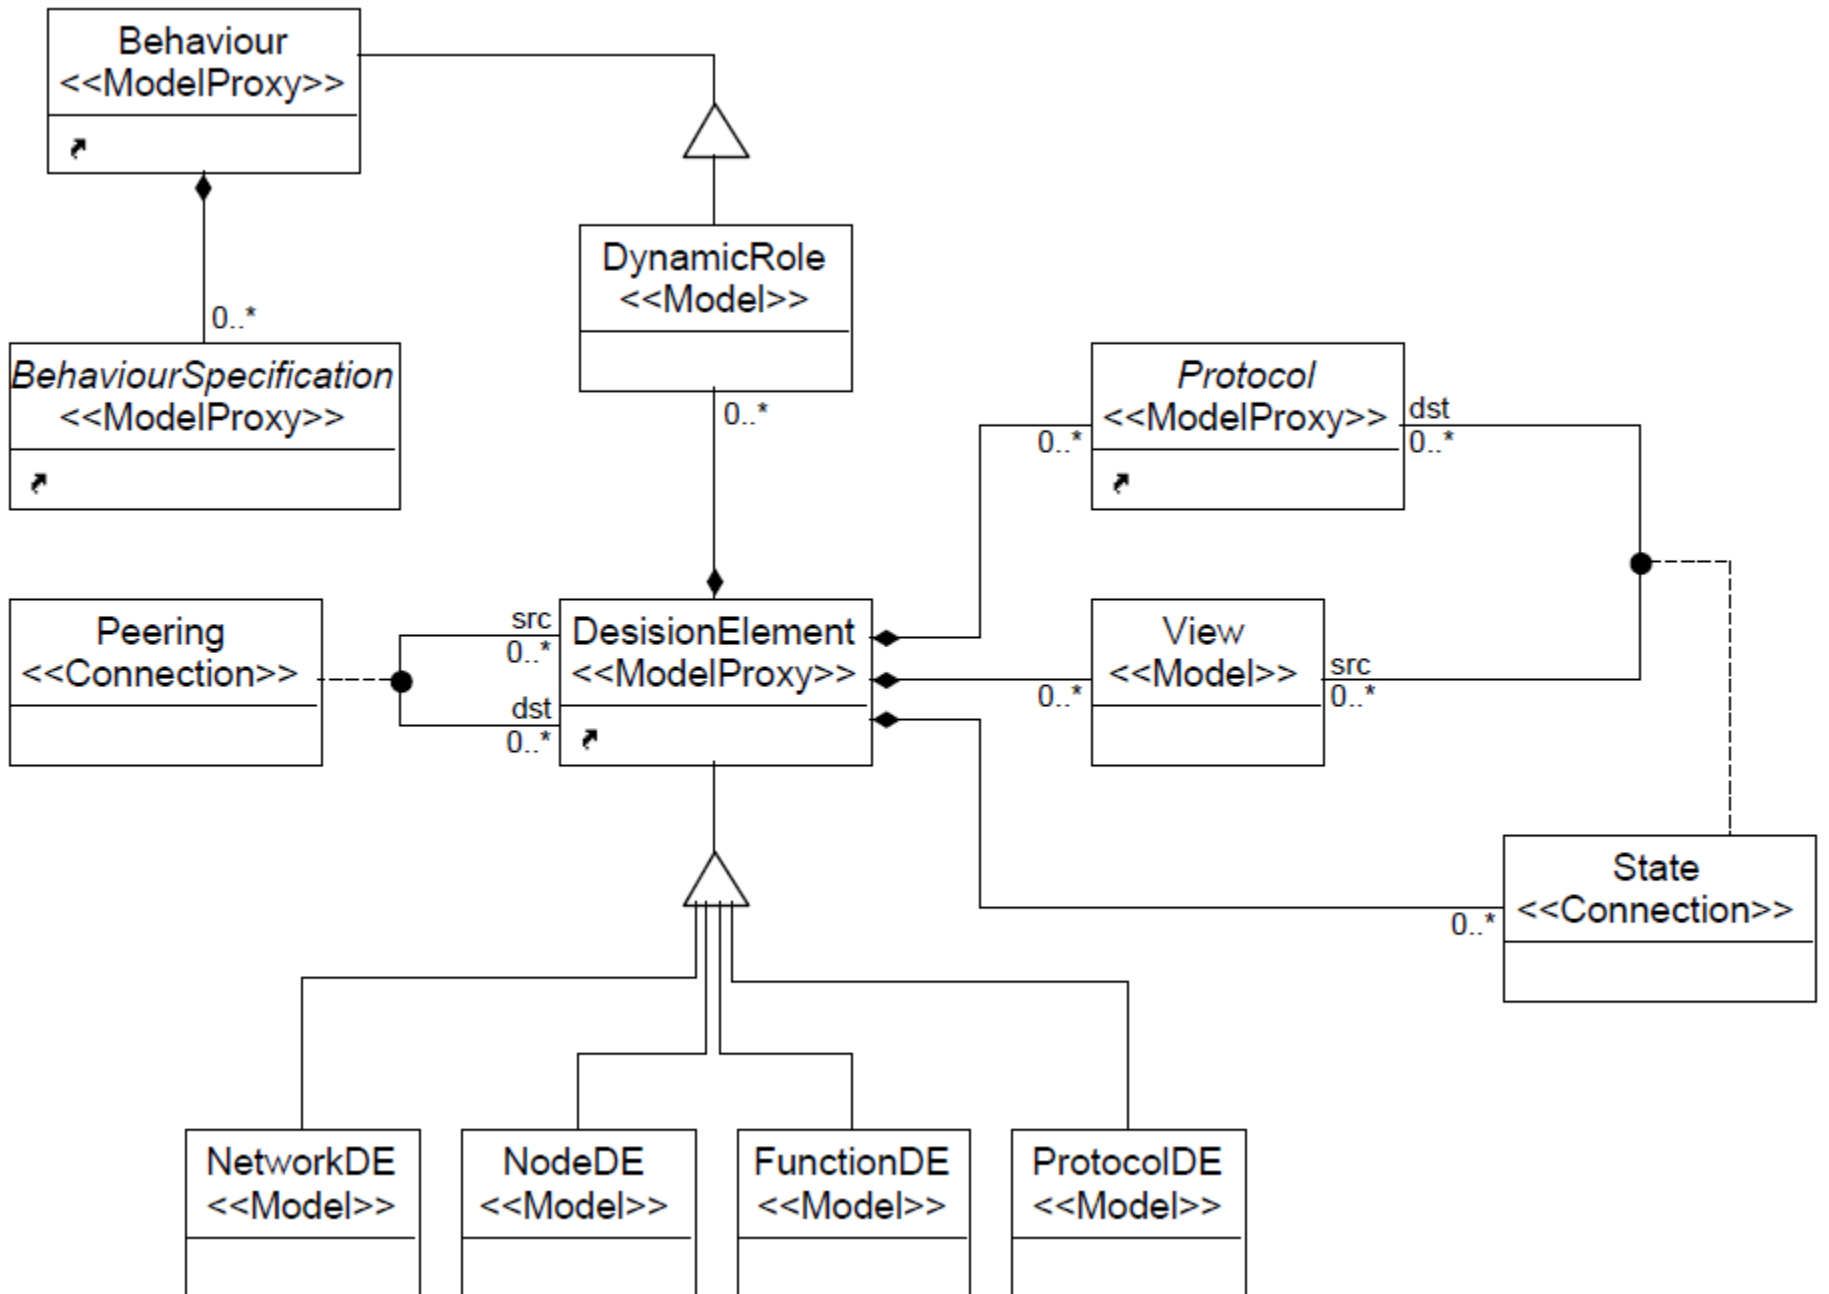 Behaviour
<<ModelProxy>>
DynamicRole
<<Model>>
0..*
0..*
BehaviourSpecification
<<ModelProxy>>
Protocol
<<ModelProxy>>
0..*
dst
0..*
Peering
<<Connection>>
src
0..*
dst
0..*
DesisionElement
<<ModelProxy>>
View
<<Model>>
0..*
src
0..*
State
<<Connection>>
0..*
NetworkDE
<<Model>>
NodeDE
<<Model>>
FunctionDE
<<Model>>
ProtocolDE
<<Model>>